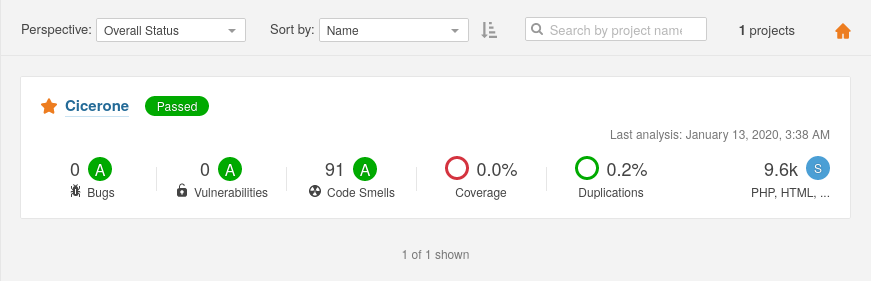 Perspective: Overall Status Sort by: Name Search by project name 1 projects
Cicerone Passed
Last analysis: January 13, 2020, 3:38 AM
0 A 0 A 91 A 0.0% 0.2% 9.6k S
Bugs Vulnerabilities Code Smells Coverage Duplications PHP, HTML, ...
1 of 1 shown